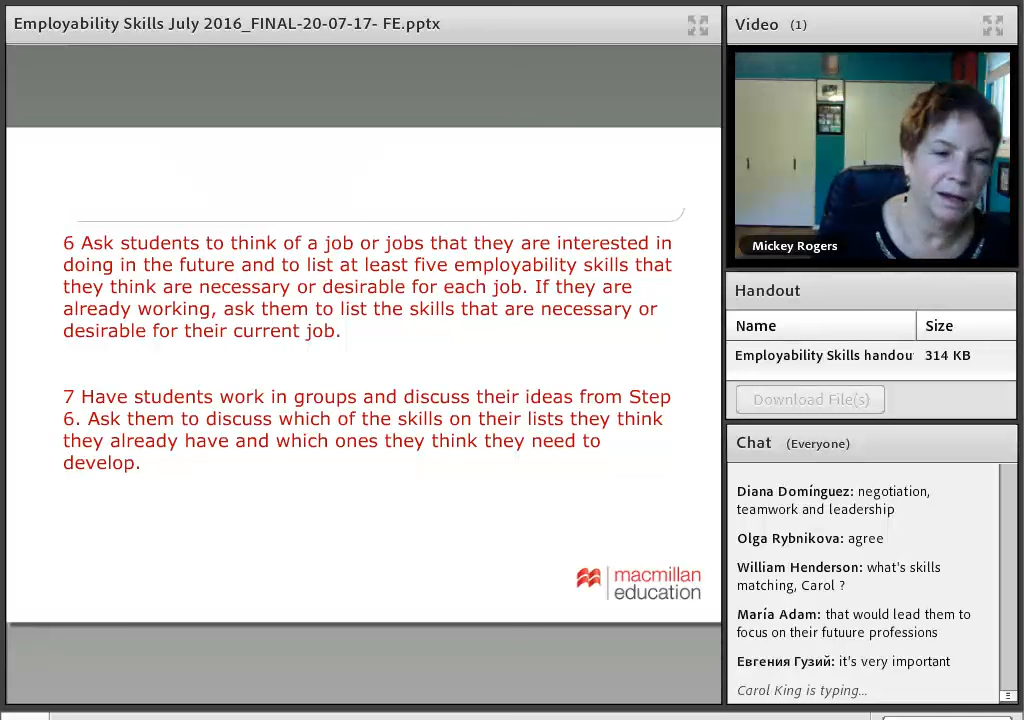 Employability Skills July 2016_FINAL-20-07-17- FE.pptx
6 Ask students to think of a job or jobs that they are interested in
doing in the future and to list at least five employability skills that
they think are necessary or desirable for each job. If they are
already working, ask them to list the skills that are necessary or
desirable for their current job.
7 Have students work in groups and discuss their ideas from Step
6. Ask them to discuss which of the skills on their lists they think
they already have and which ones they think they need to
develop.
macmillan
education
Video (1)
Mickey Rogers
Handout
Name Size
Employability Skills handou 314 KB
Download File(s)
Chat (Everyone)
Diana Domínguez: negotiation,
teamwork and leadership
Olga Rybnikova: agree
William Henderson: what's skills
matching, Carol ?
María Adam: that would lead them to
focus on their futuure professions
Евгения Гузий: it's very important
Carol King is typing...